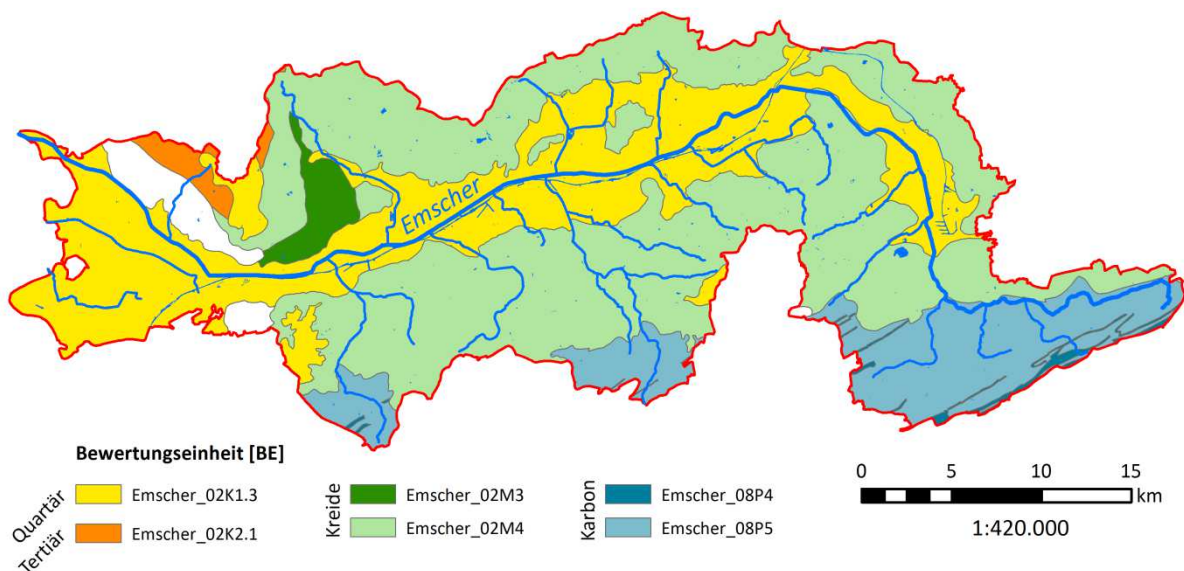 Emscher
Bewertungseinheit [BE]
Quartär
Emscher_02K1.3
Tertiär
Emscher_02K2.1
Kreide
Emscher_02M3
Emscher_02M4
Karbon
Emscher_08P4
Emscher_08P5
0 5 10 15
km
1:420.000